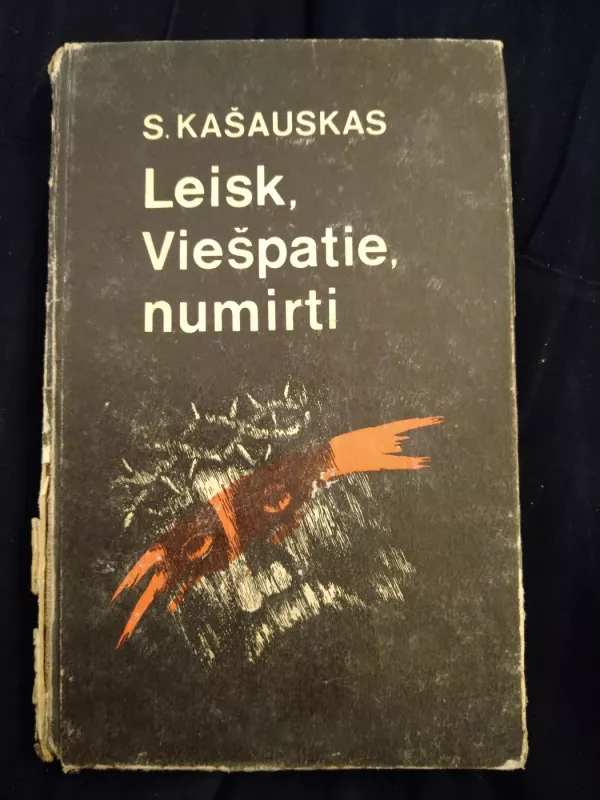 S. KAŠAUSKAS
Leisk,
Viešpatie,
numirti